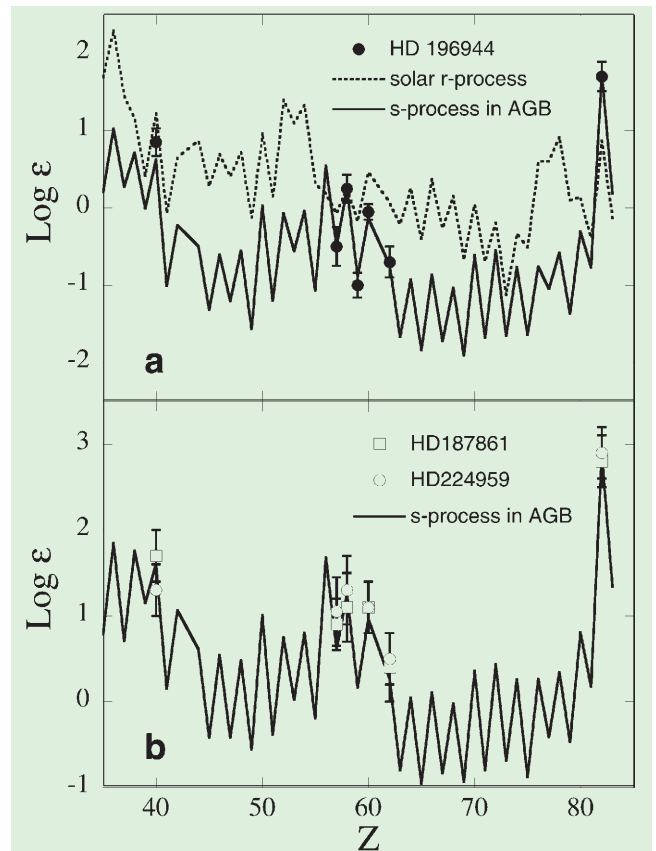 2
1
0
-1
-2
Log ε
HD 196944
solar r-process
s-process in AGB
a
3
2
1
0
-1
Log ε
HD187861
HD224959
s-process in AGB
b
40
50
60
70
80
Z